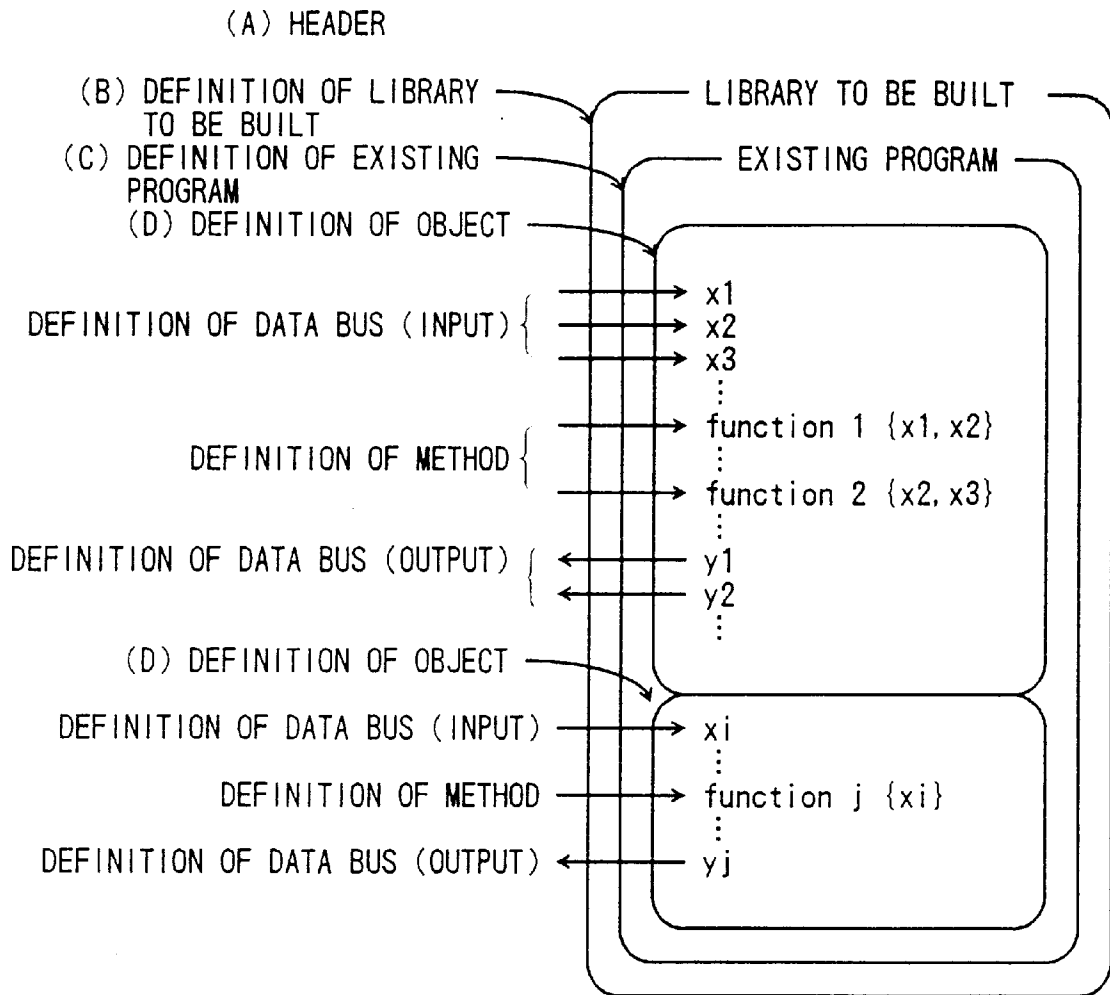 (A) HEADER
(B) DEFINITION OF LIBRARY
TO BE BUILT
LIBRARY TO BE BUILT
(C) DEFINITION OF EXISTING
PROGRAM
EXISTING PROGRAM
(D) DEFINITION OF OBJECT
DEFINITION OF DATA BUS (INPUT)
x1
x2
x3
DEFINITION OF METHOD
function 1 {x1, x2}
function 2 {x2, x3}
DEFINITION OF DATA BUS (OUTPUT)
y1
y2
(D) DEFINITION OF OBJECT
DEFINITION OF DATA BUS (INPUT)
xi
DEFINITION OF METHOD
function j {xi}
DEFINITION OF DATA BUS (OUTPUT)
yj